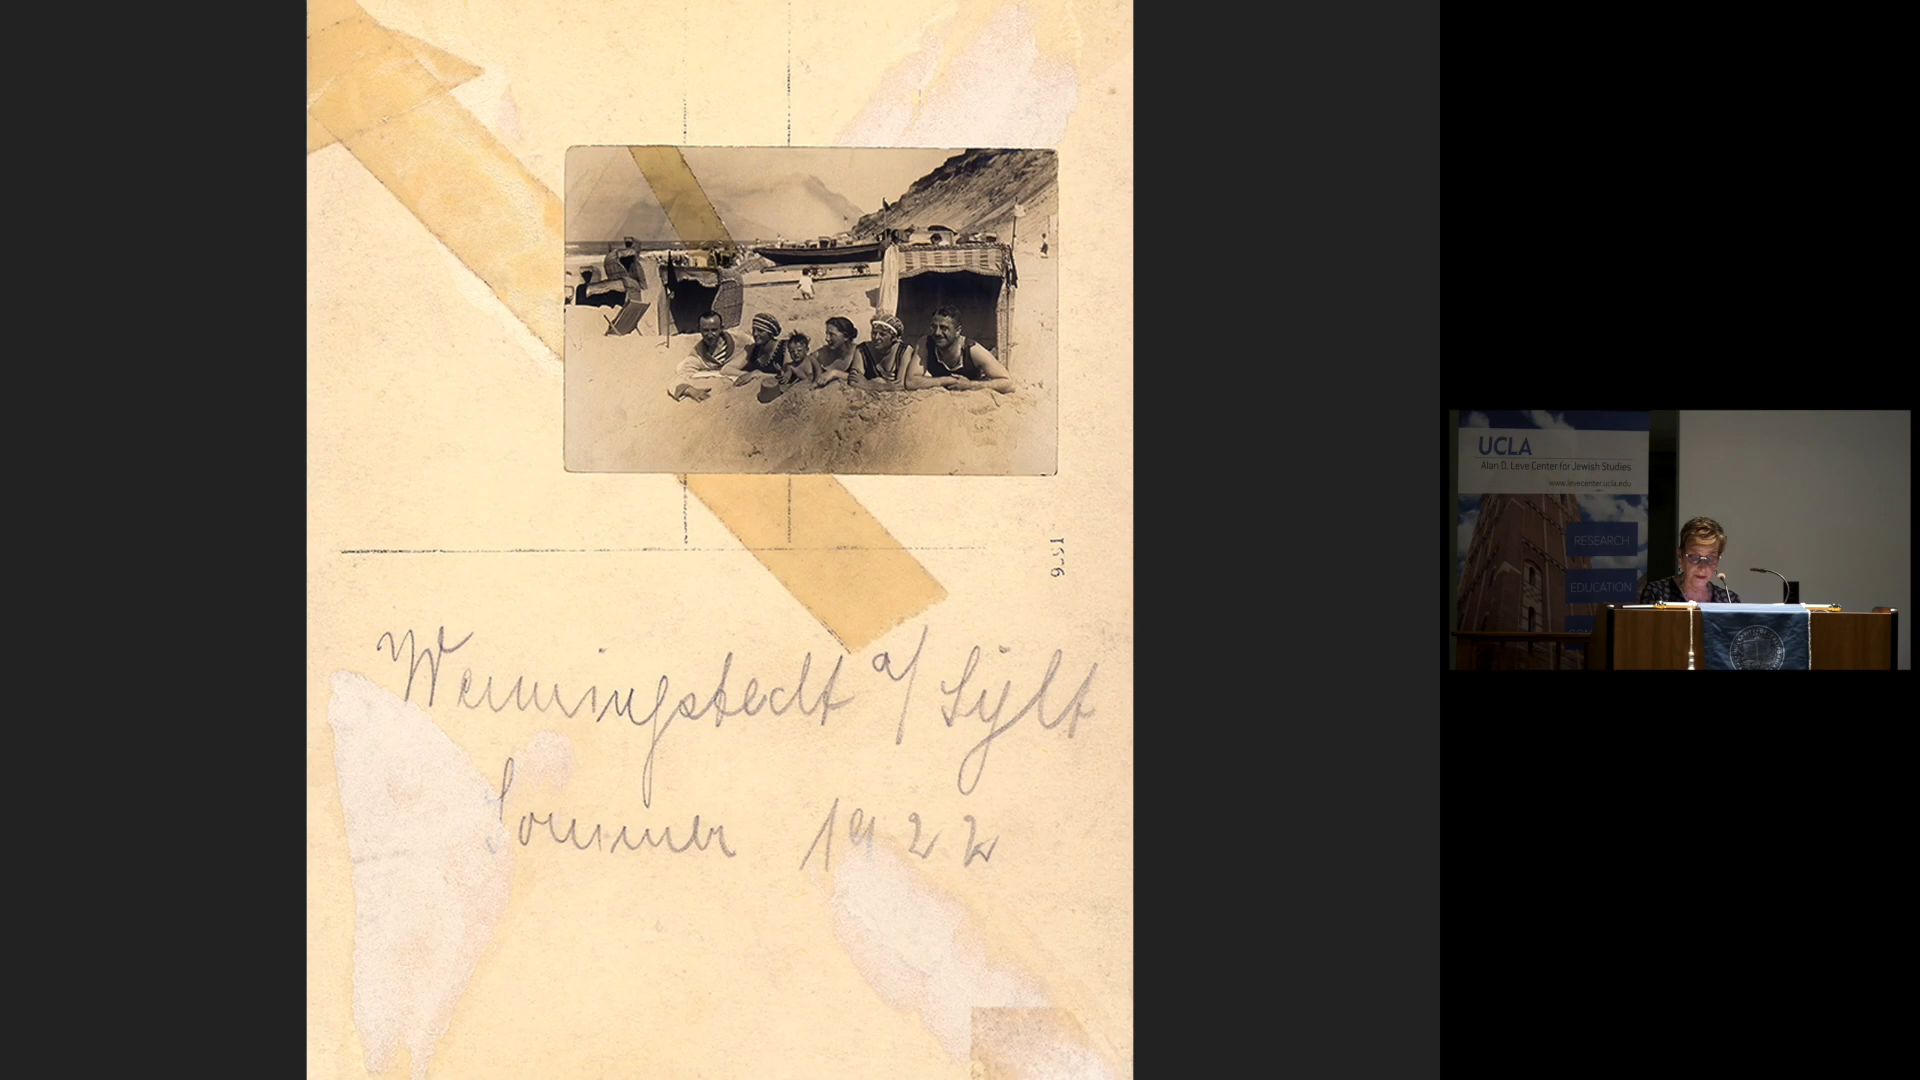 Wenningstedt a/ Sylt
Sommer 1922
UCLA
Alan D. Leve Center for Jewish Studies
www.levecenter.ucla.edu
RESEARCH
EDUCATION